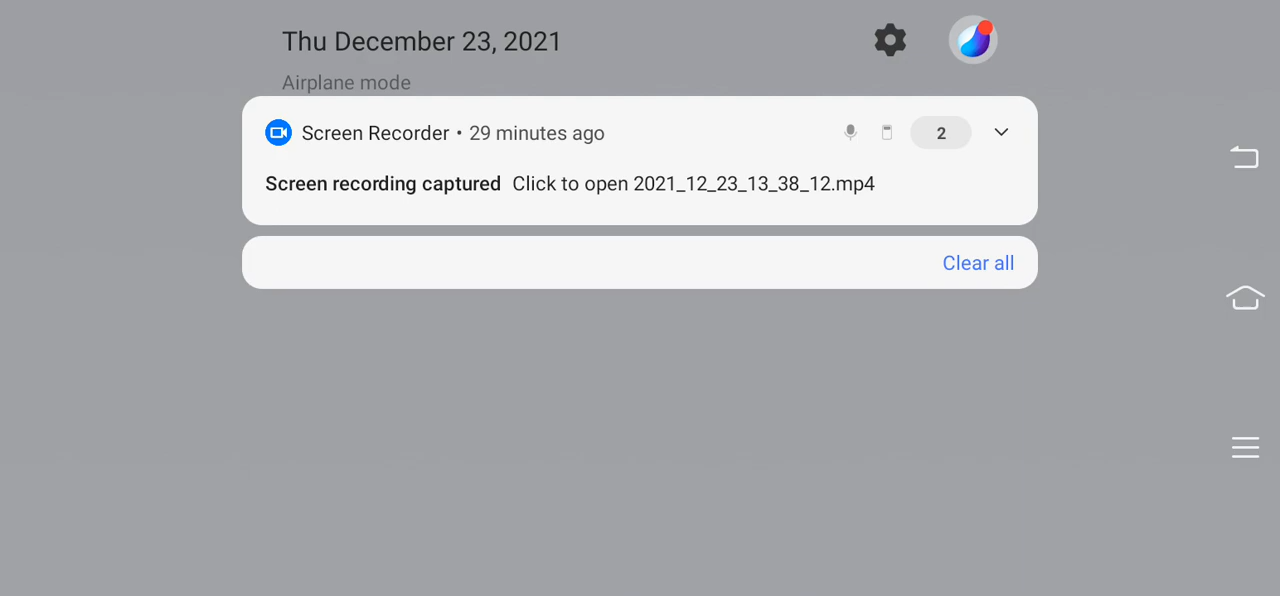 Thu December 23, 2021
Airplane mode
Screen Recorder • 29 minutes ago 2
Screen recording captured Click to open 2021_12_23_13_38_12.mp4
Clear all